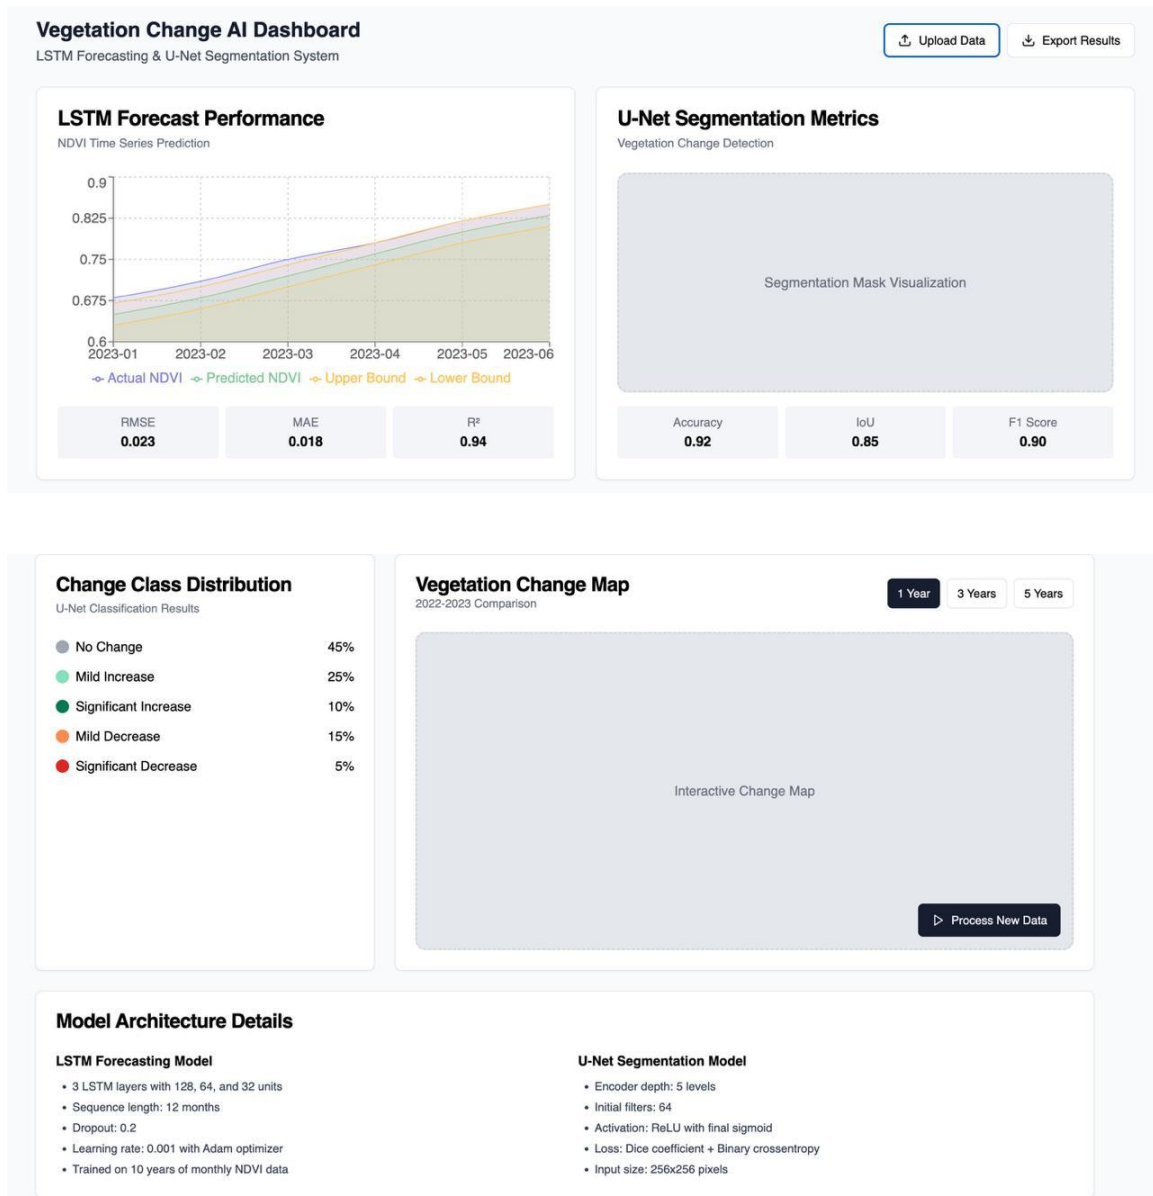 Vegetation Change AI Dashboard
LSTM Forecasting & U-Net Segmentation System
Upload Data
Export Results
LSTM Forecast Performance
NDVI Time Series Prediction
0.9
0.825
0.75
0.675
0.6
2023-01 2023-02 2023-03 2023-04 2023-05 2023-06
Actual NDVI Predicted NDVI Upper Bound Lower Bound
RMSE MAE R²
0.023 0.018 0.94
U-Net Segmentation Metrics
Vegetation Change Detection
Segmentation Mask Visualization
Accuracy IoU F1 Score
0.92 0.85 0.90
Change Class Distribution
U-Net Classification Results
No Change 45%
Mild Increase 25%
Significant Increase 10%
Mild Decrease 15%
Significant Decrease 5%
Vegetation Change Map
2022-2023 Comparison
1 Year 3 Years 5 Years
Interactive Change Map
Process New Data
Model Architecture Details
LSTM Forecasting Model
• 3 LSTM layers with 128, 64, and 32 units
• Sequence length: 12 months
• Dropout: 0.2
• Learning rate: 0.001 with Adam optimizer
• Trained on 10 years of monthly NDVI data
U-Net Segmentation Model
• Encoder depth: 5 levels
• Initial filters: 64
• Activation: ReLU with final sigmoid
• Loss: Dice coefficient + Binary crossentropy
• Input size: 256x256 pixels